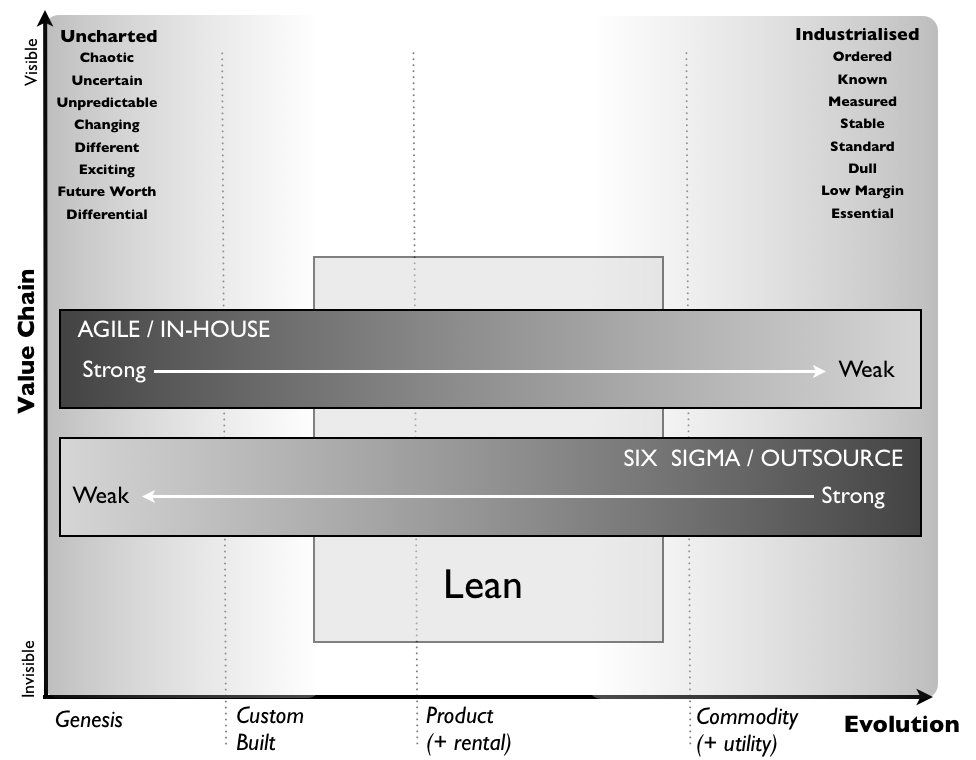 Visible
Uncharted
Chaotic
Uncertain
Unpredictable
Changing
Different
Exciting
Future Worth
Differential
Industrialised
Ordered
Known
Measured
Stable
Standard
Dull
Low Margin
Essential
Value Chain
AGILE / IN-HOUSE
Strong
Weak
SIX SIGMA / OUTSOURCE
Weak
Strong
Lean
Invisible
Genesis
Custom
Built
Product
(+ rental)
Commodity
(+ utility)
Evolution